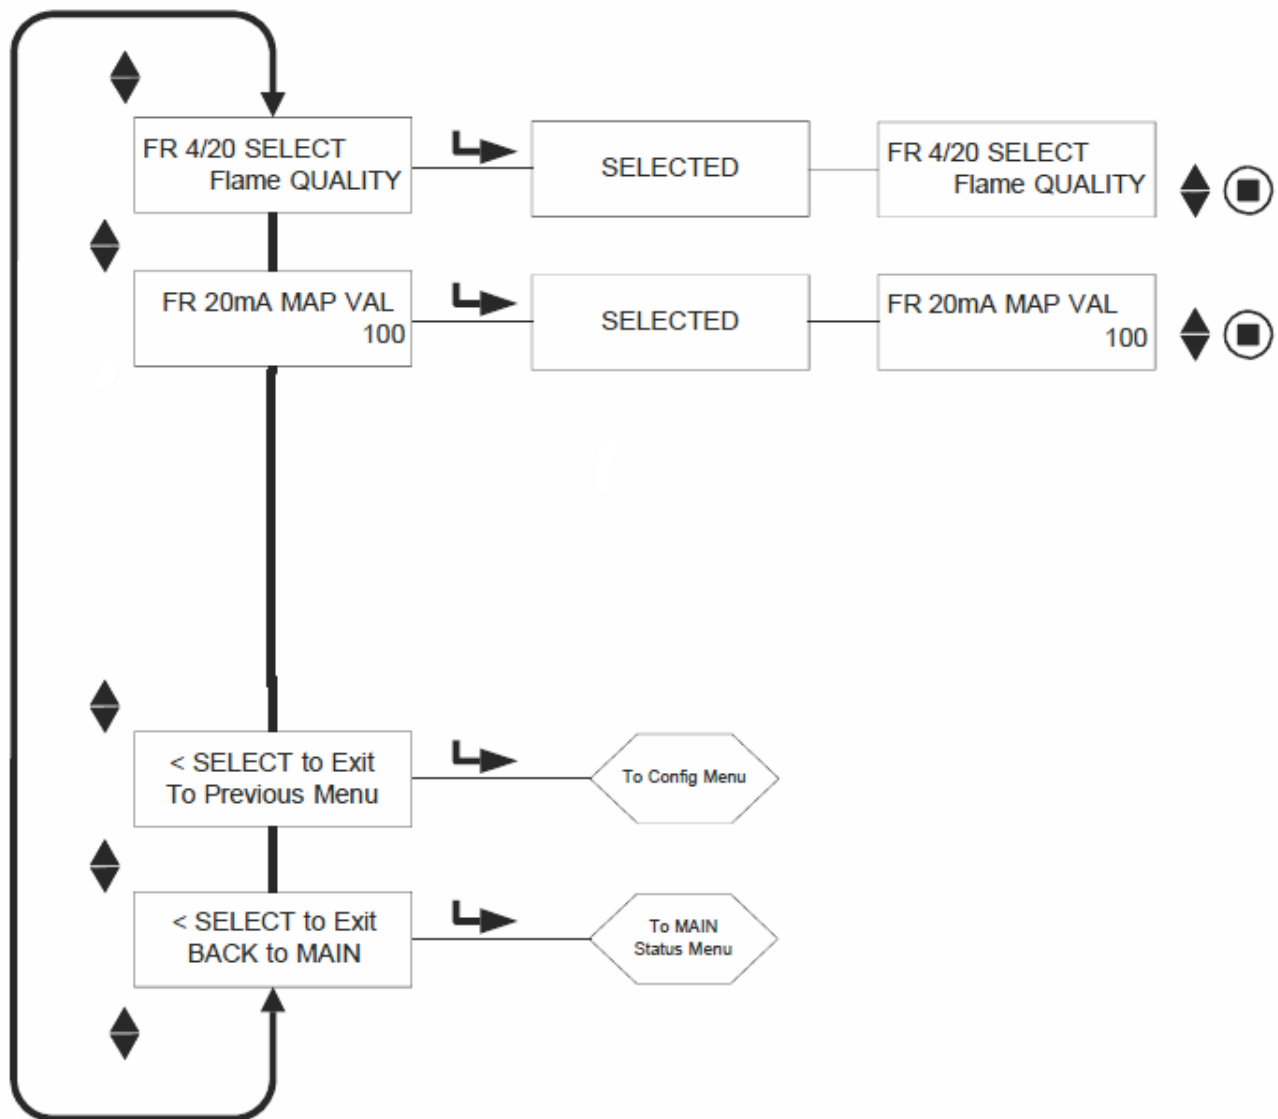 FR 4/20 SELECT
Flame QUALITY
SELECTED
FR 4/20 SELECT
Flame QUALITY
FR 20mA MAP VAL
100
SELECTED
FR 20mA MAP VAL
100
< SELECT to Exit
To Previous Menu
To Config Menu
< SELECT to Exit
BACK to MAIN
To MAIN
Status Menu